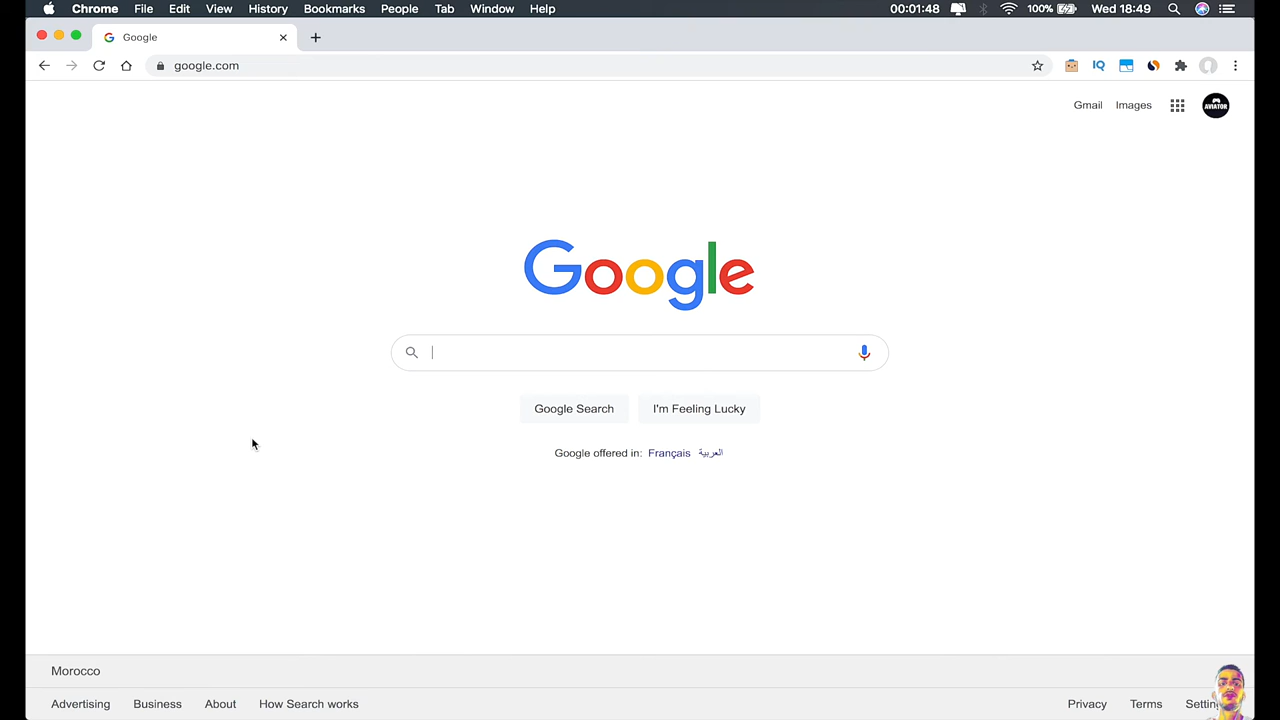 Chrome File Edit View History Bookmarks People Tab Window Help 00:01:48 100% Wed 18:49
Google
google.com
IQ
Gmail Images AVIATOR
Google
Google Search I'm Feeling Lucky
Google offered in: Français العربية
Morocco
Advertising Business About How Search works Privacy Terms